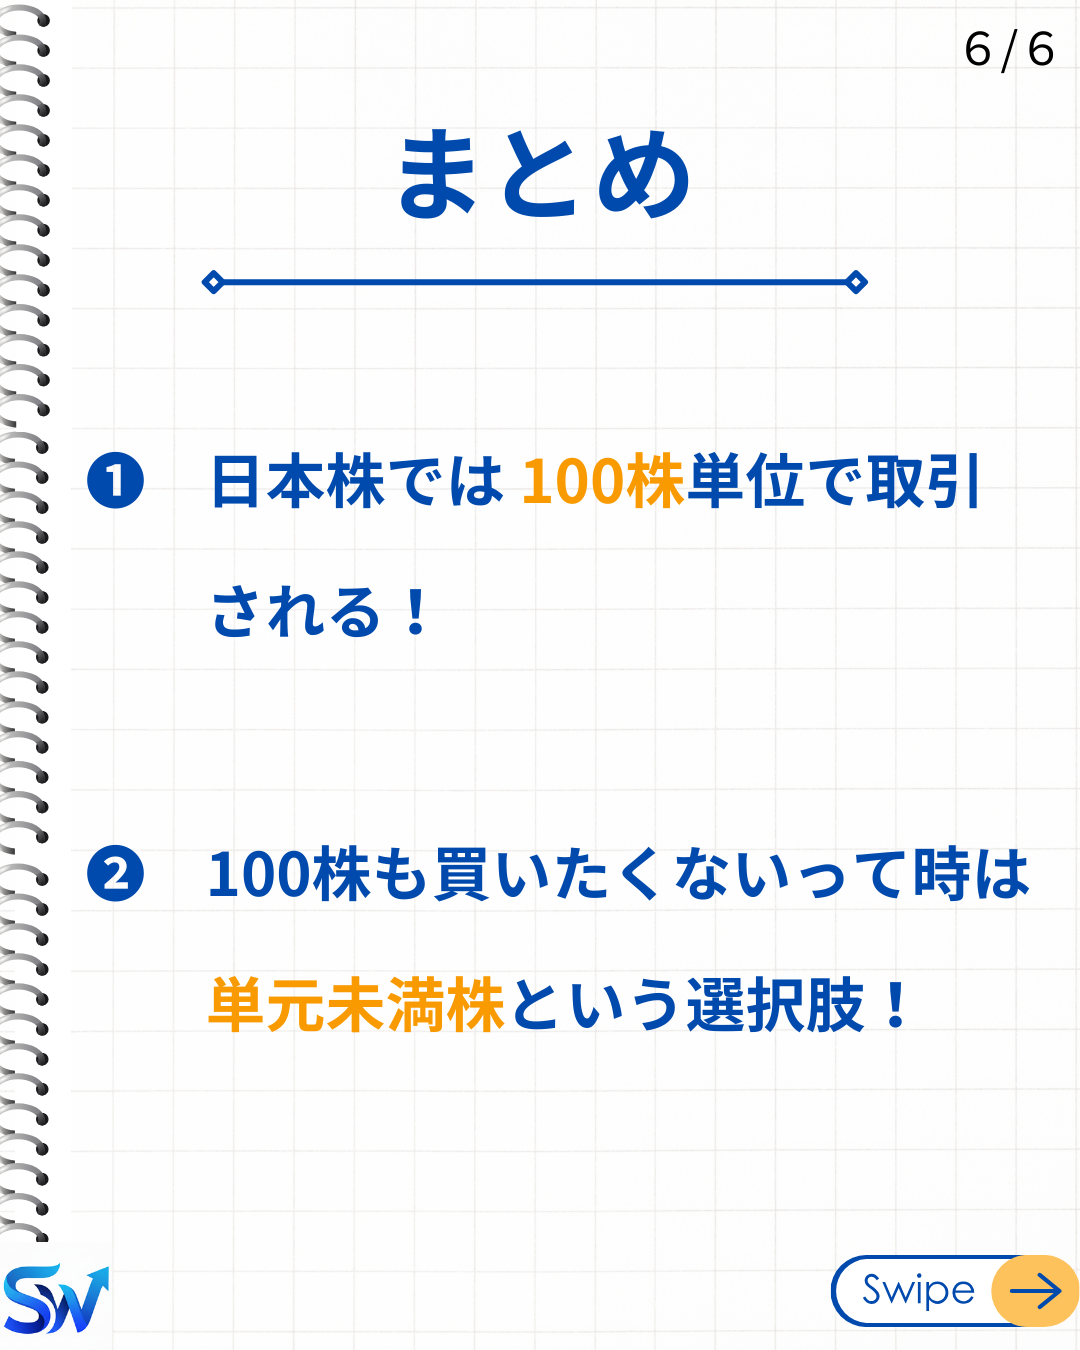 6/6
まとめ
❶ 日本株では 100株単位で取引
される！
❷ 100株も買いたくないって時は
単元未満株という選択肢！
SW
Swipe